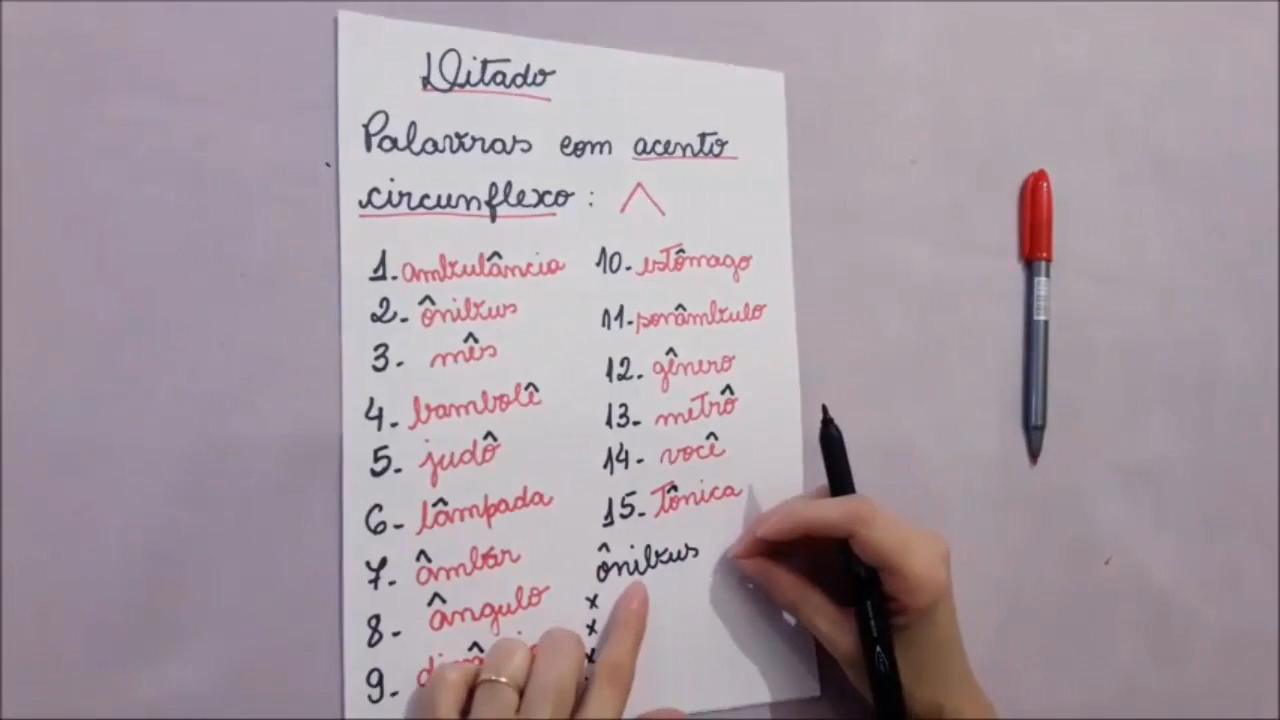 Ditado
Palavras com acento
circunflexo: ^
1. ambulância
2- ônibus
3- mês
4- bambolê
5- judô
6- lâmpada
7- âmbar
8- ângulo
9-
10- estômago
11- ponâmbulo
12- gênero
13- metrô
14- você
15- tônica
ônibus
x
x
x